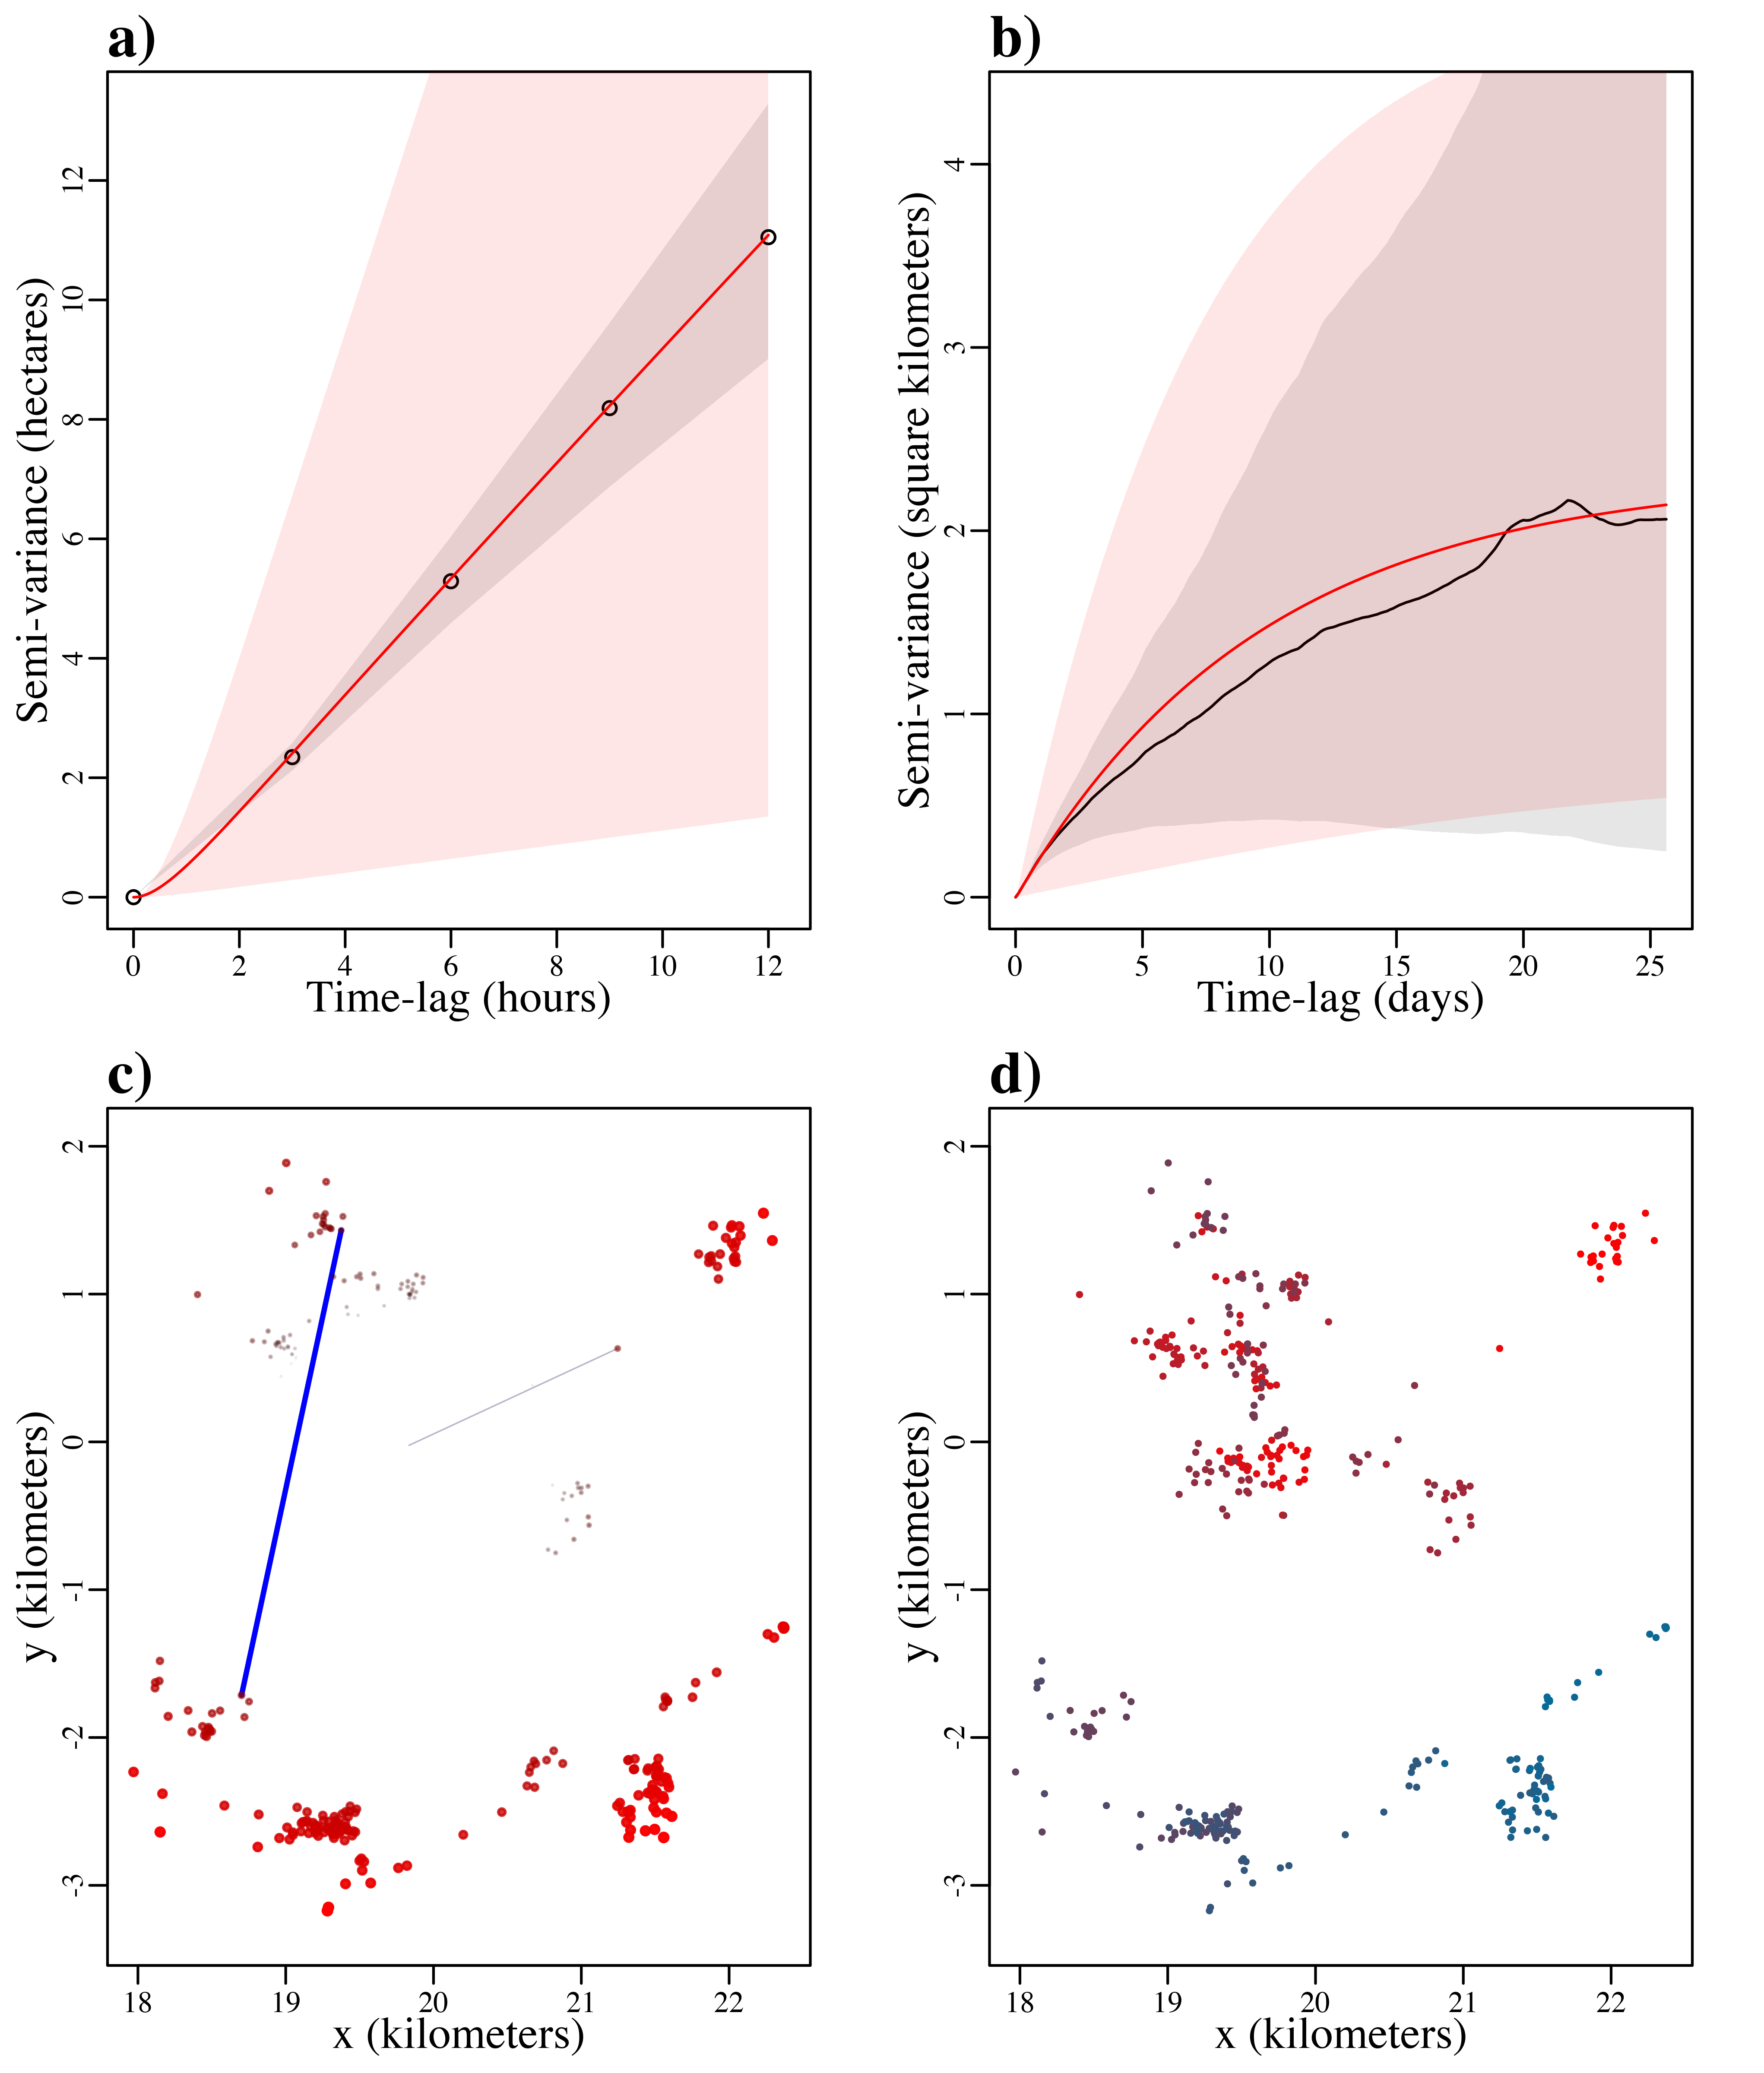 a)
Semi-variance (hectares)
12
10
8
6
4
2
0
0 2 4 6 8 10 12
Time-lag (hours)
b)
Semi-variance (square kilometers)
4
3
2
1
0
0 5 10 15 20 25
Time-lag (days)
c)
y (kilometers)
2
1
0
-1
-2
-3
18 19 20 21 22
x (kilometers)
d)
y (kilometers)
2
1
0
-1
-2
-3
18 19 20 21 22
x (kilometers)